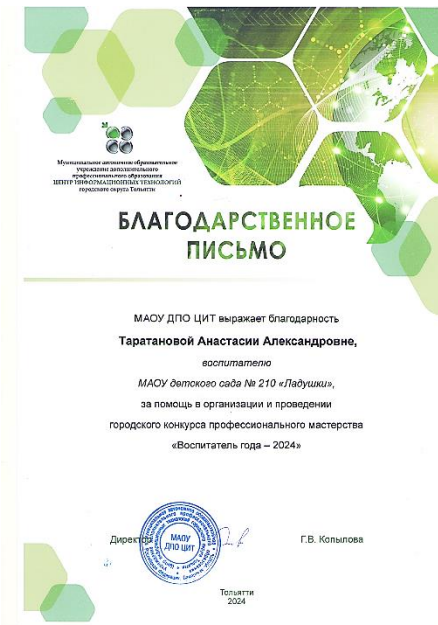 Муниципальное автономное образовательное
учреждение дополнительного
профессионального образования
ЦЕНТР ИНФОРМАЦИОННЫХ ТЕХНОЛОГИЙ
городского округа Тольятти
БЛАГОДАРСТВЕННОЕ
ПИСЬМО
МАОУ ДПО ЦИТ выражает благодарность
Таратановой Анастасии Александровне,
воспитателю
МАОУ детского сада № 210 «Ладушки»,
за помощь в организации и проведении
городского конкурса профессионального мастерства
«Воспитатель года – 2024»
Директор
МАОУ
ДПО ЦИТ
Г.В. Копылова
Тольятти
2024